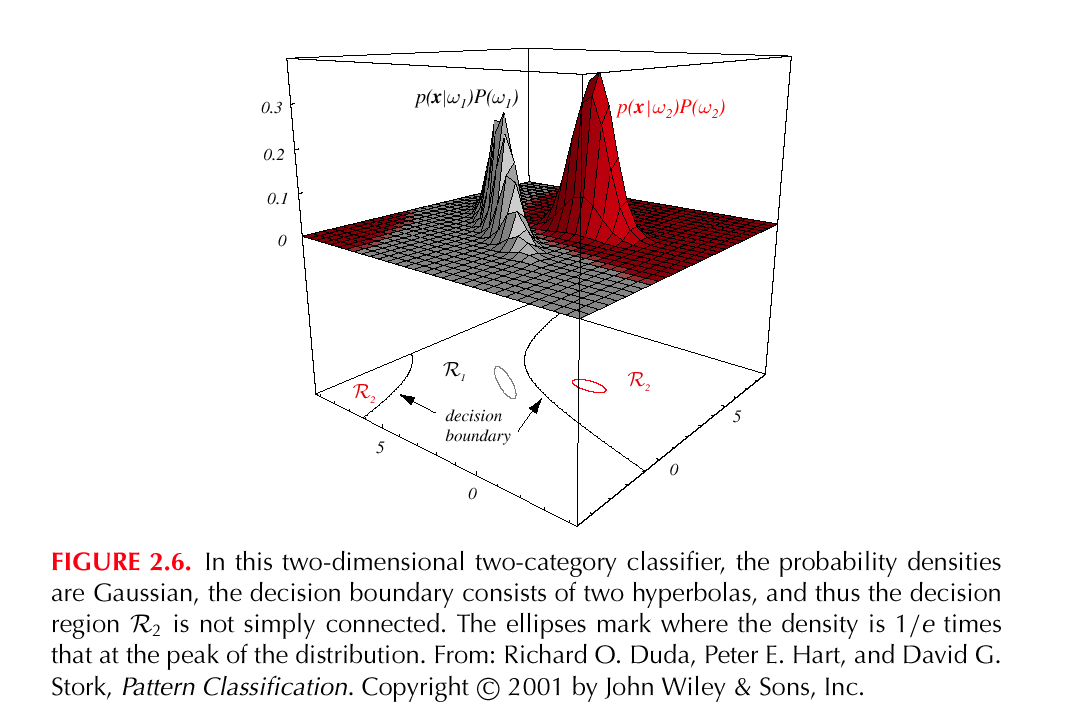 p(x|ω₁)P(ω₁)
p(x|ω₂)P(ω₂)
0.3
0.2
0.1
0
R₂
R₁
R₂
decision
boundary
5
0
5
0
FIGURE 2.6. In this two-dimensional two-category classifier, the probability densities
are Gaussian, the decision boundary consists of two hyperbolas, and thus the decision
region R₂ is not simply connected. The ellipses mark where the density is 1/e times
that at the peak of the distribution. From: Richard O. Duda, Peter E. Hart, and David G.
Stork, Pattern Classification. Copyright © 2001 by John Wiley & Sons, Inc.